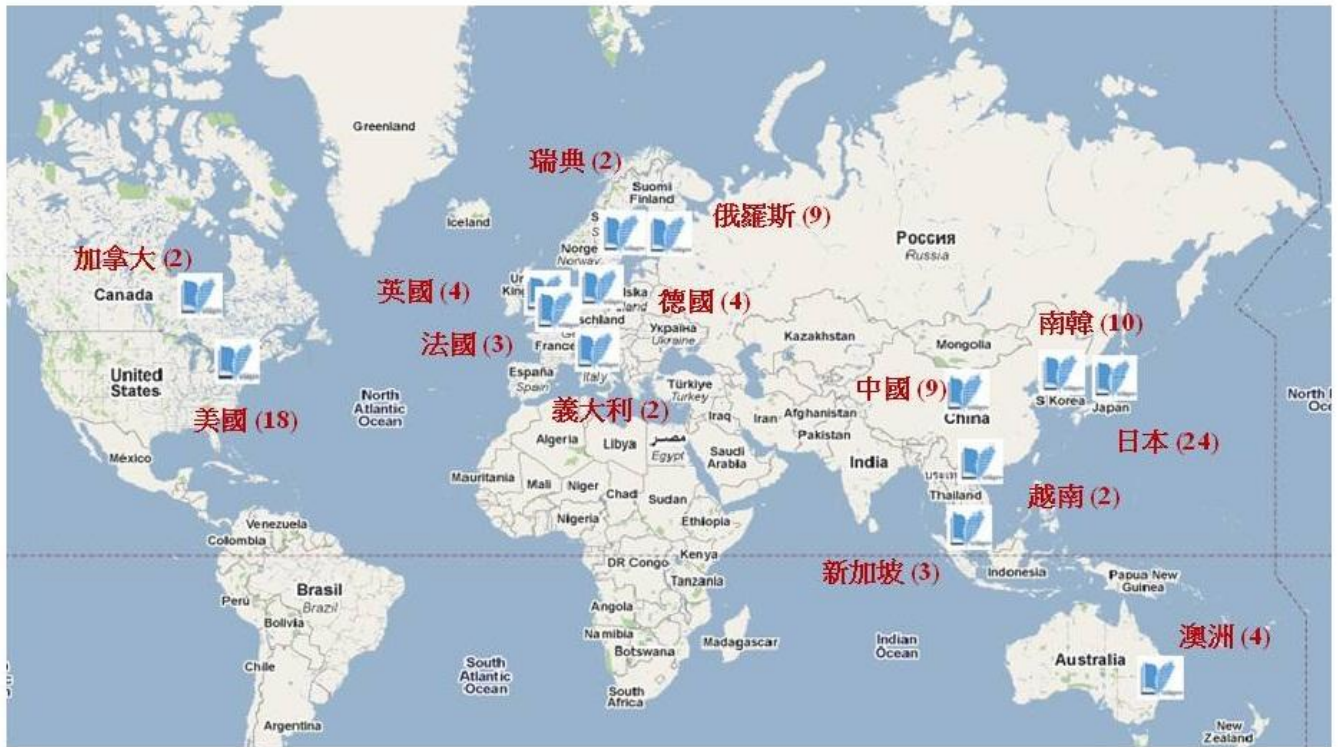 Greenland
瑞典 (2)
Suomi
Finland
俄羅斯 (9)
Iceland
Россия
Russia
Norge
Norway
加拿大 (2)
Canada
英國 (4)
德國 (4)
Україна
Ukraine
Kazakhstan
Mongolia
南韓 (10)
法國 (3)
France
España
Spain
Italy
Türkiye
Turkey
中國 (9)
China
S Korea
Japan
United
States
North
Atlantic
Ocean
美國 (18)
義大利 (2)
Iraq
Iran
Afghanistan
Pakistan
日本 (24)
México
Algeria
Libya
مصر
Egypt
Saudi
Arabia
India
Mauritania
Mali
Niger
Chad
Sudan
Thailand
越南 (2)
Nigeria
Ethiopia
Venezuela
Colombia
DR Congo
Kenya
新加坡 (3)
Indonesia
Papua New
Guinea
Tanzania
Brasil
Brazil
Perú
Bolivia
Angola
Namibia
Botswana
Madagascar
Indian
Ocean
澳洲 (4)
Australia
Chile
South
Atlantic
Ocean
South
Africa
Argentina
New
Zealand